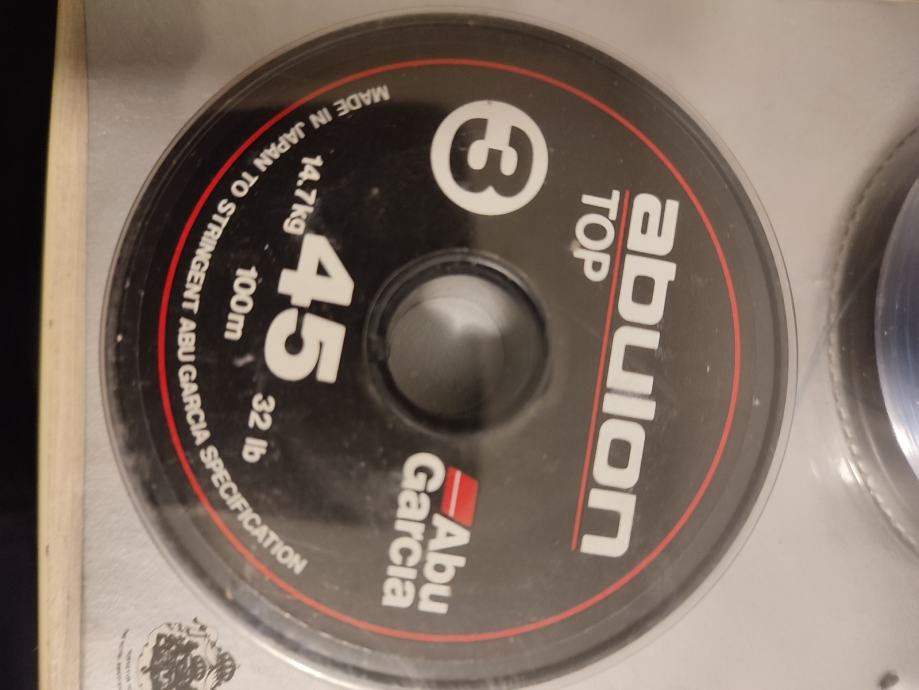 abulon
TOP
3
Abu
Garcia
14.7kg 45 32 lb
100m
MADE IN JAPAN TO STRINGENT ABU GARCIA SPECIFICATION